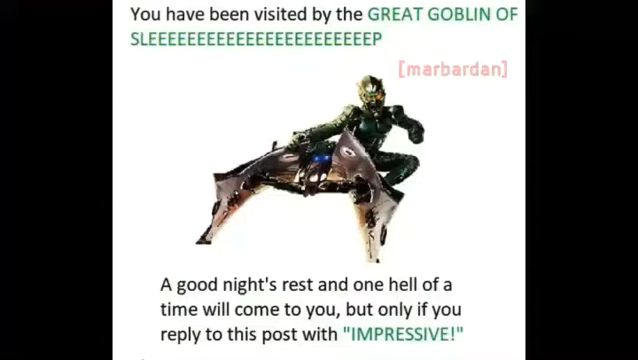 You have been visited by the GREAT GOBLIN OF
SLEEEEEEEEEEEEEEEEEEEEEEEEP
[marbardan]
A good night's rest and one hell of a
time will come to you, but only if you
reply to this post with "IMPRESSIVE!"